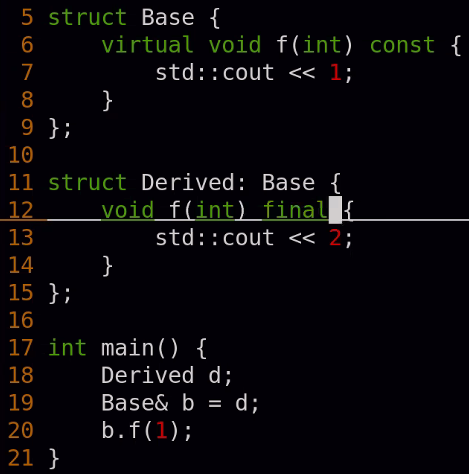 5 struct Base {
6     virtual void f(int) const {
7         std::cout << 1;
8     }
9 };
10
11 struct Derived: Base {
12     void f(int) final {
13         std::cout << 2;
14     }
15 };
16
17 int main() {
18     Derived d;
19     Base& b = d;
20     b.f(1);
21 }